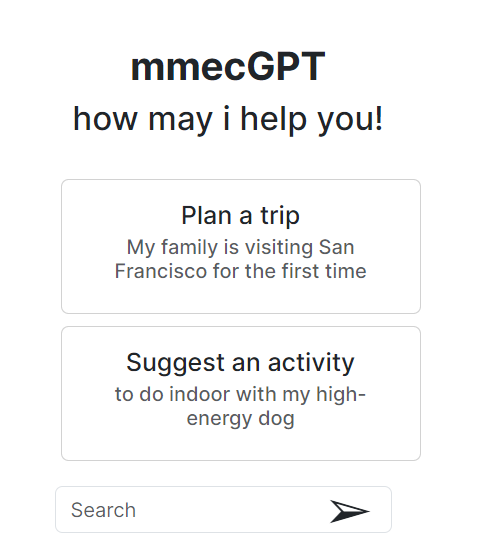 mmecGPT
how may i help you!
Plan a trip
My family is visiting San
Francisco for the first time
Suggest an activity
to do indoor with my high-
energy dog
Search